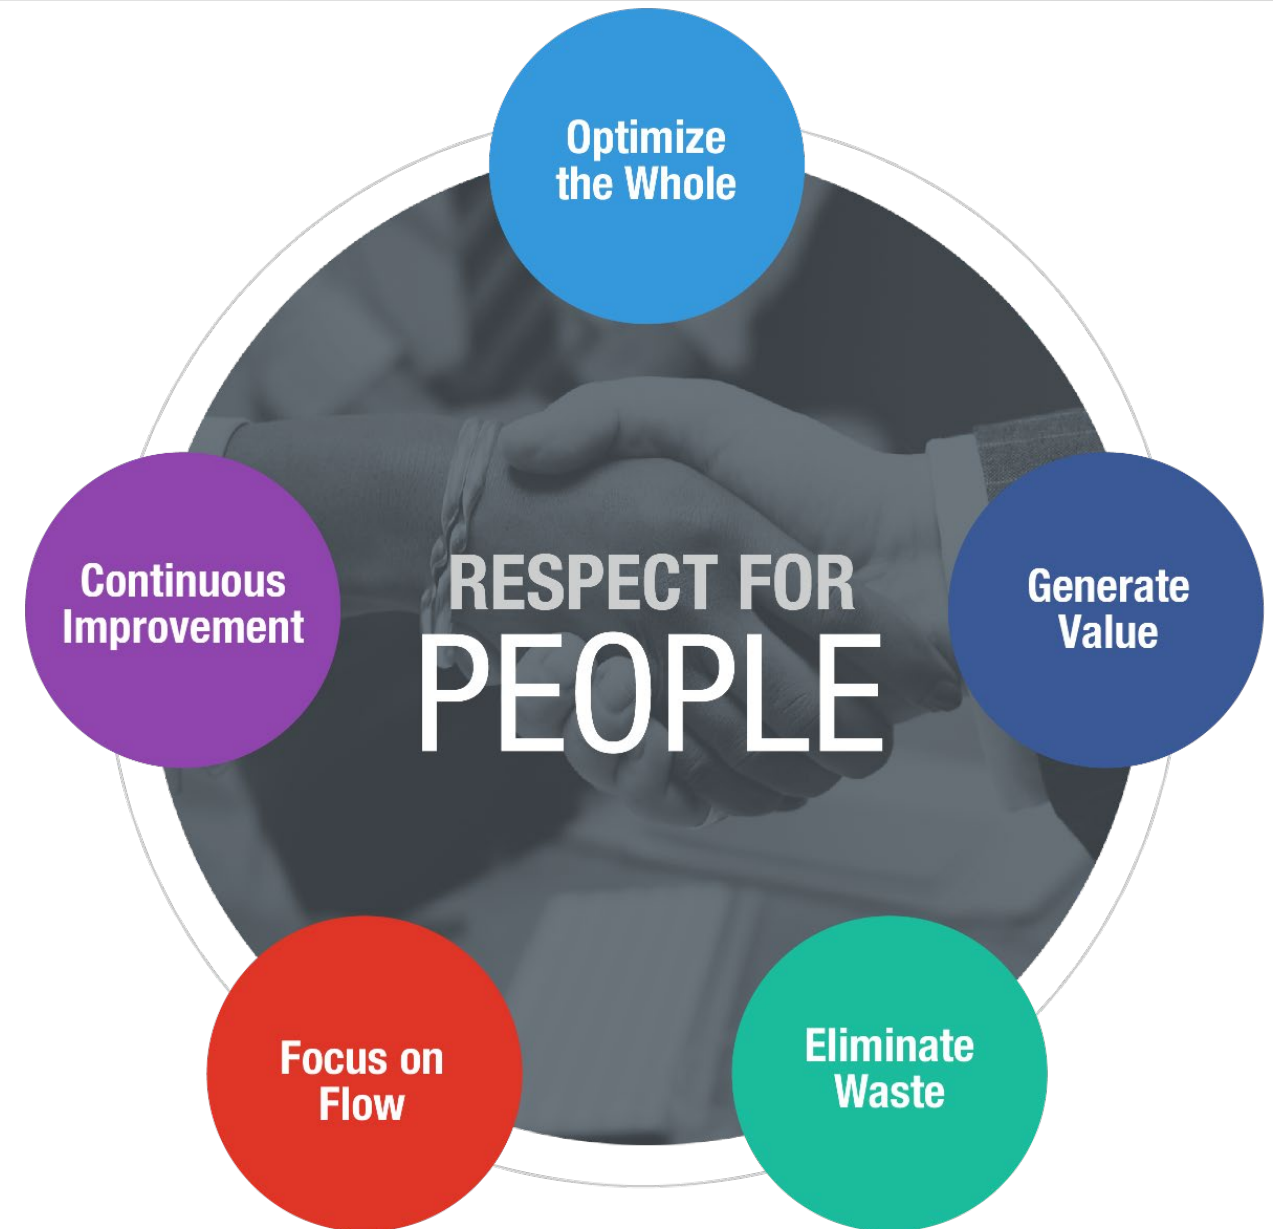 Optimize
the Whole
Continuous
Improvement
RESPECT FOR
PEOPLE
Generate
Value
Focus on
Flow
Eliminate
Waste